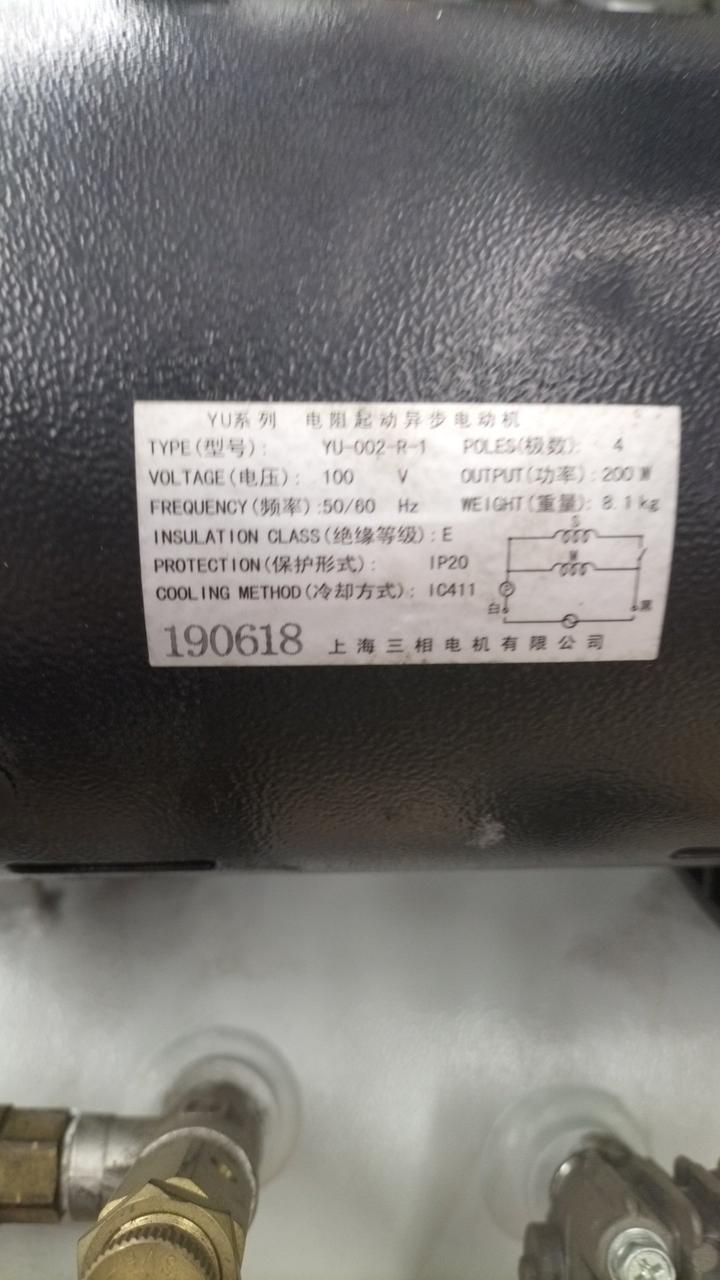 YU系列 电阻起动异步电动机
TYPE(型号): YU-002-R-1 POLES(极数): 4
VOLTAGE(电压): 100 V OUTPUT(功率): 200 W
FREQUENCY(频率):50/60 Hz WEIGHT(重量): 8.1kg
INSULATION CLASS(绝缘等级): E
PROTECTION(保护形式): IP20
COOLING METHOD(冷却方式): IC411
S
M
P
白 黑
190618 上海三相电机有限公司